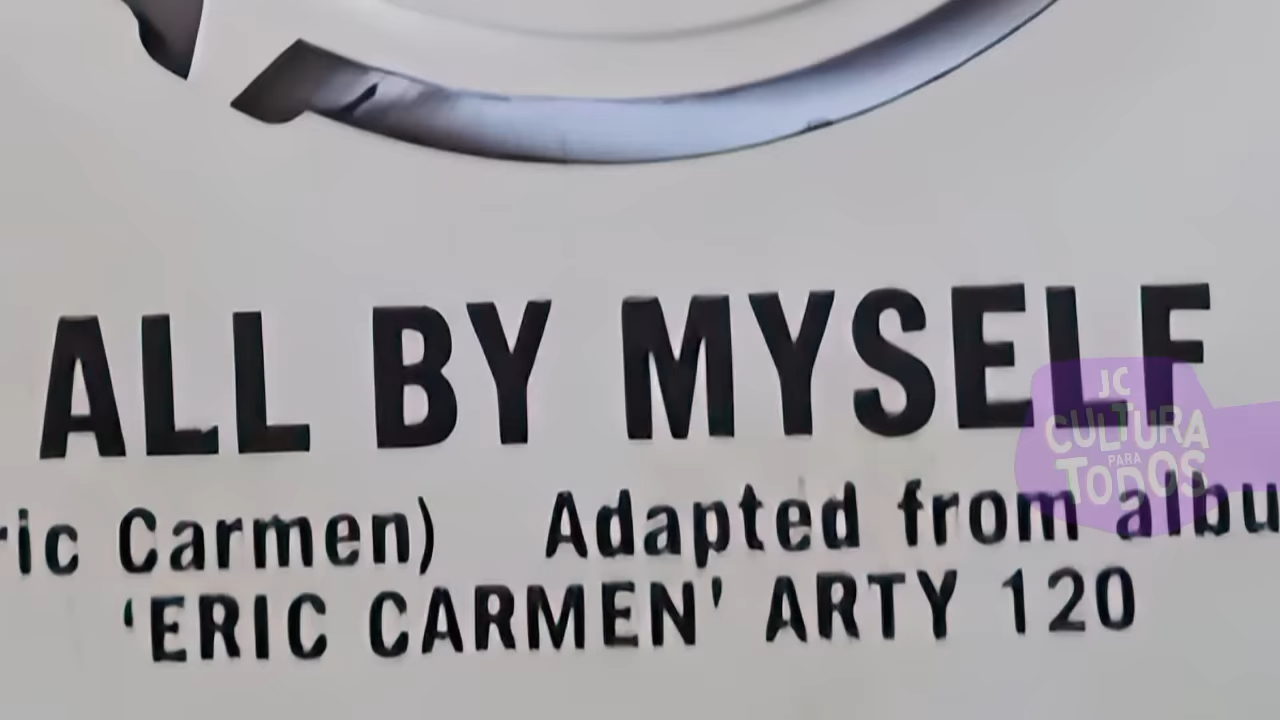 ALL BY MYSELF
ric Carmen) Adapted from albu
'ERIC CARMEN' ARTY 120
JC
CULTURA
PARA
TODOS